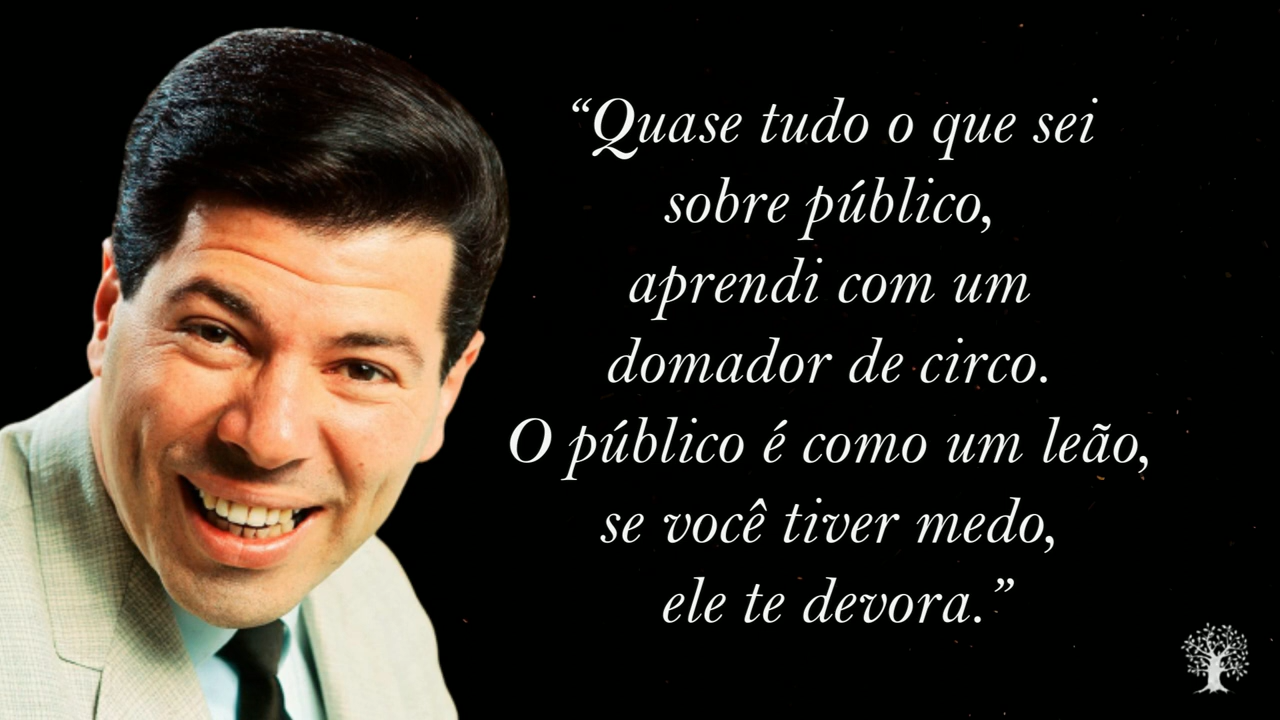 “Quase tudo o que sei
sobre público,
aprendi com um
domador de circo.
O público é como um leão,
se você tiver medo,
ele te devora.”